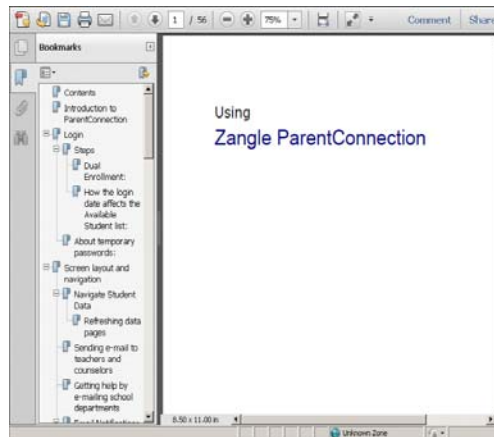 1 / 56
75%
Comment
Share
Bookmarks
Contents
Introduction to
ParentConnection
Login
Steps
Dual
Enrollment:
How the login
date affects the
Available
Student list:
About temporary
passwords:
Screen layout and
navigation
Navigate Student
Data
Refreshing data
pages
Sending e-mail to
teachers and
counselors
Getting help by
e-mailing school
departments
Email Notifications
Using
Zangle ParentConnection
8.50 x 11.00 in
Unknown Zone